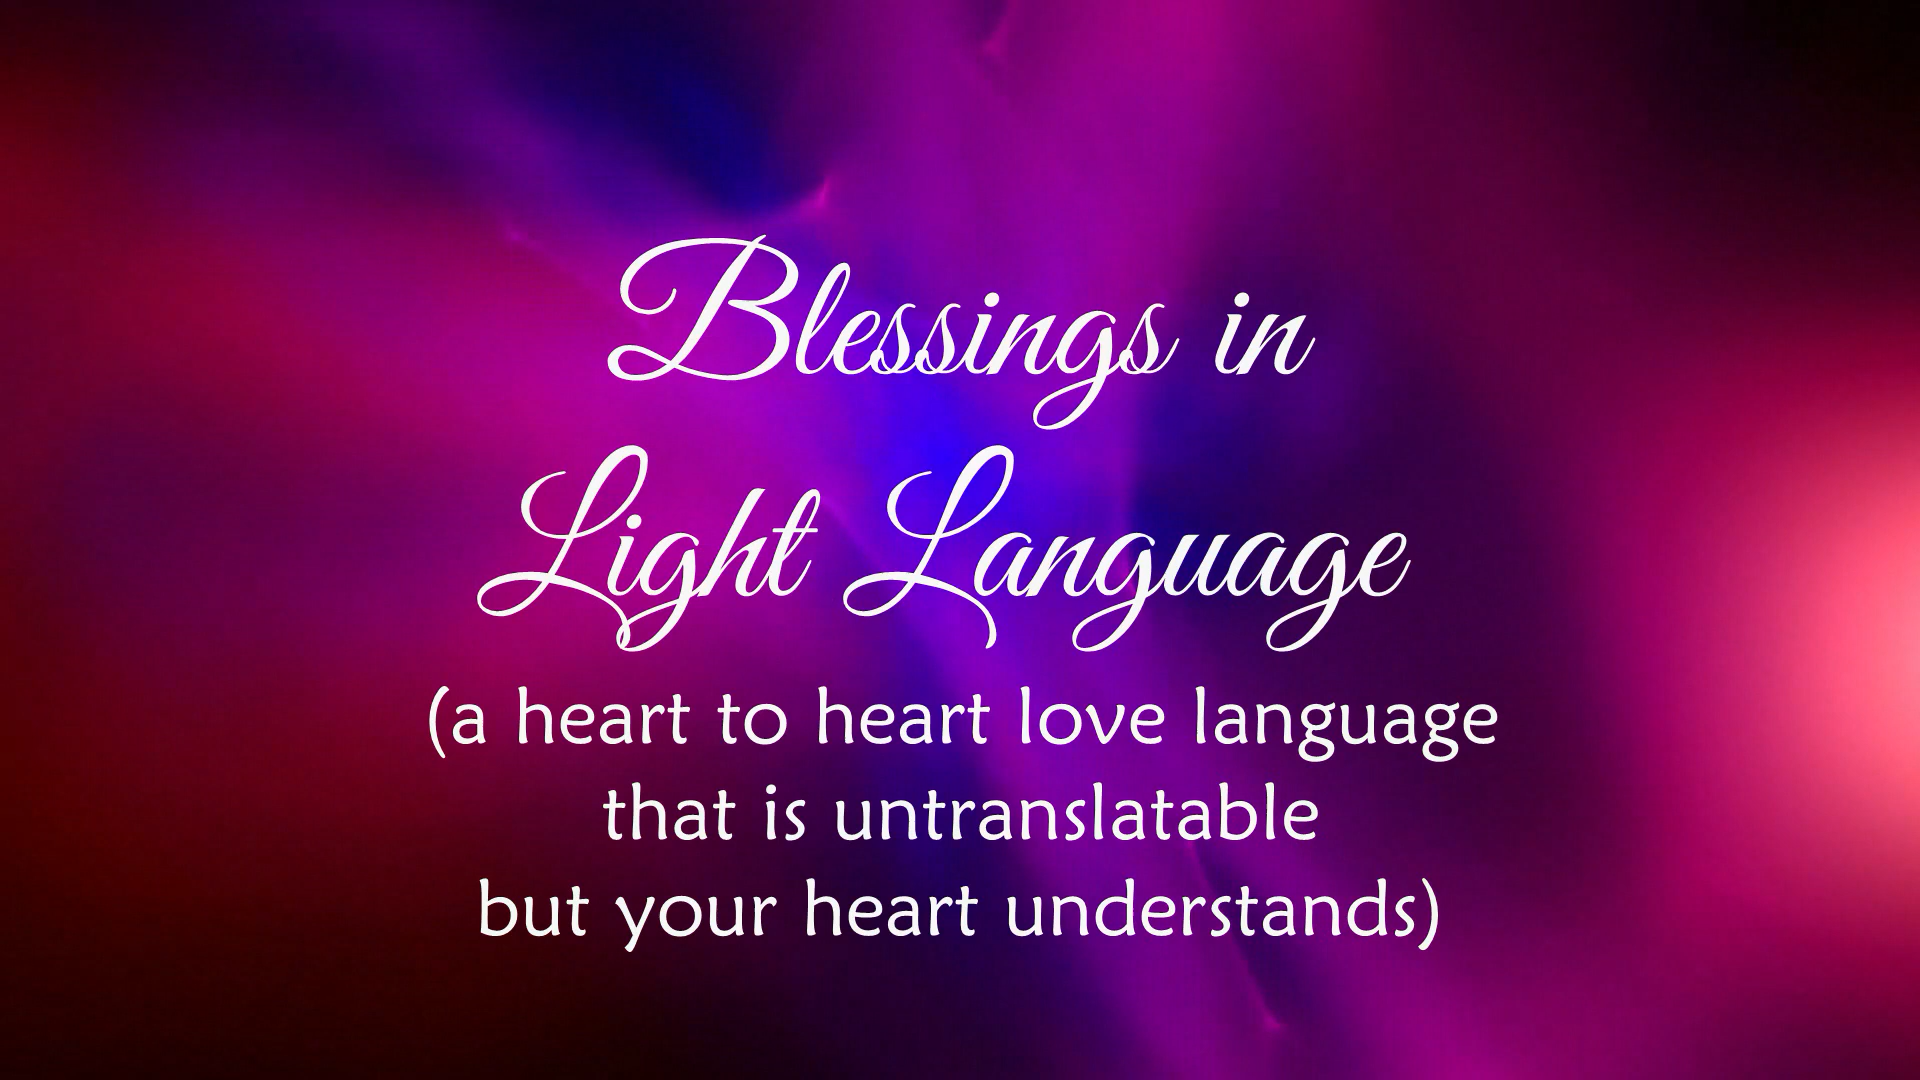 Blessings in
Light Language
(a heart to heart love language
that is untranslatable
but your heart understands)